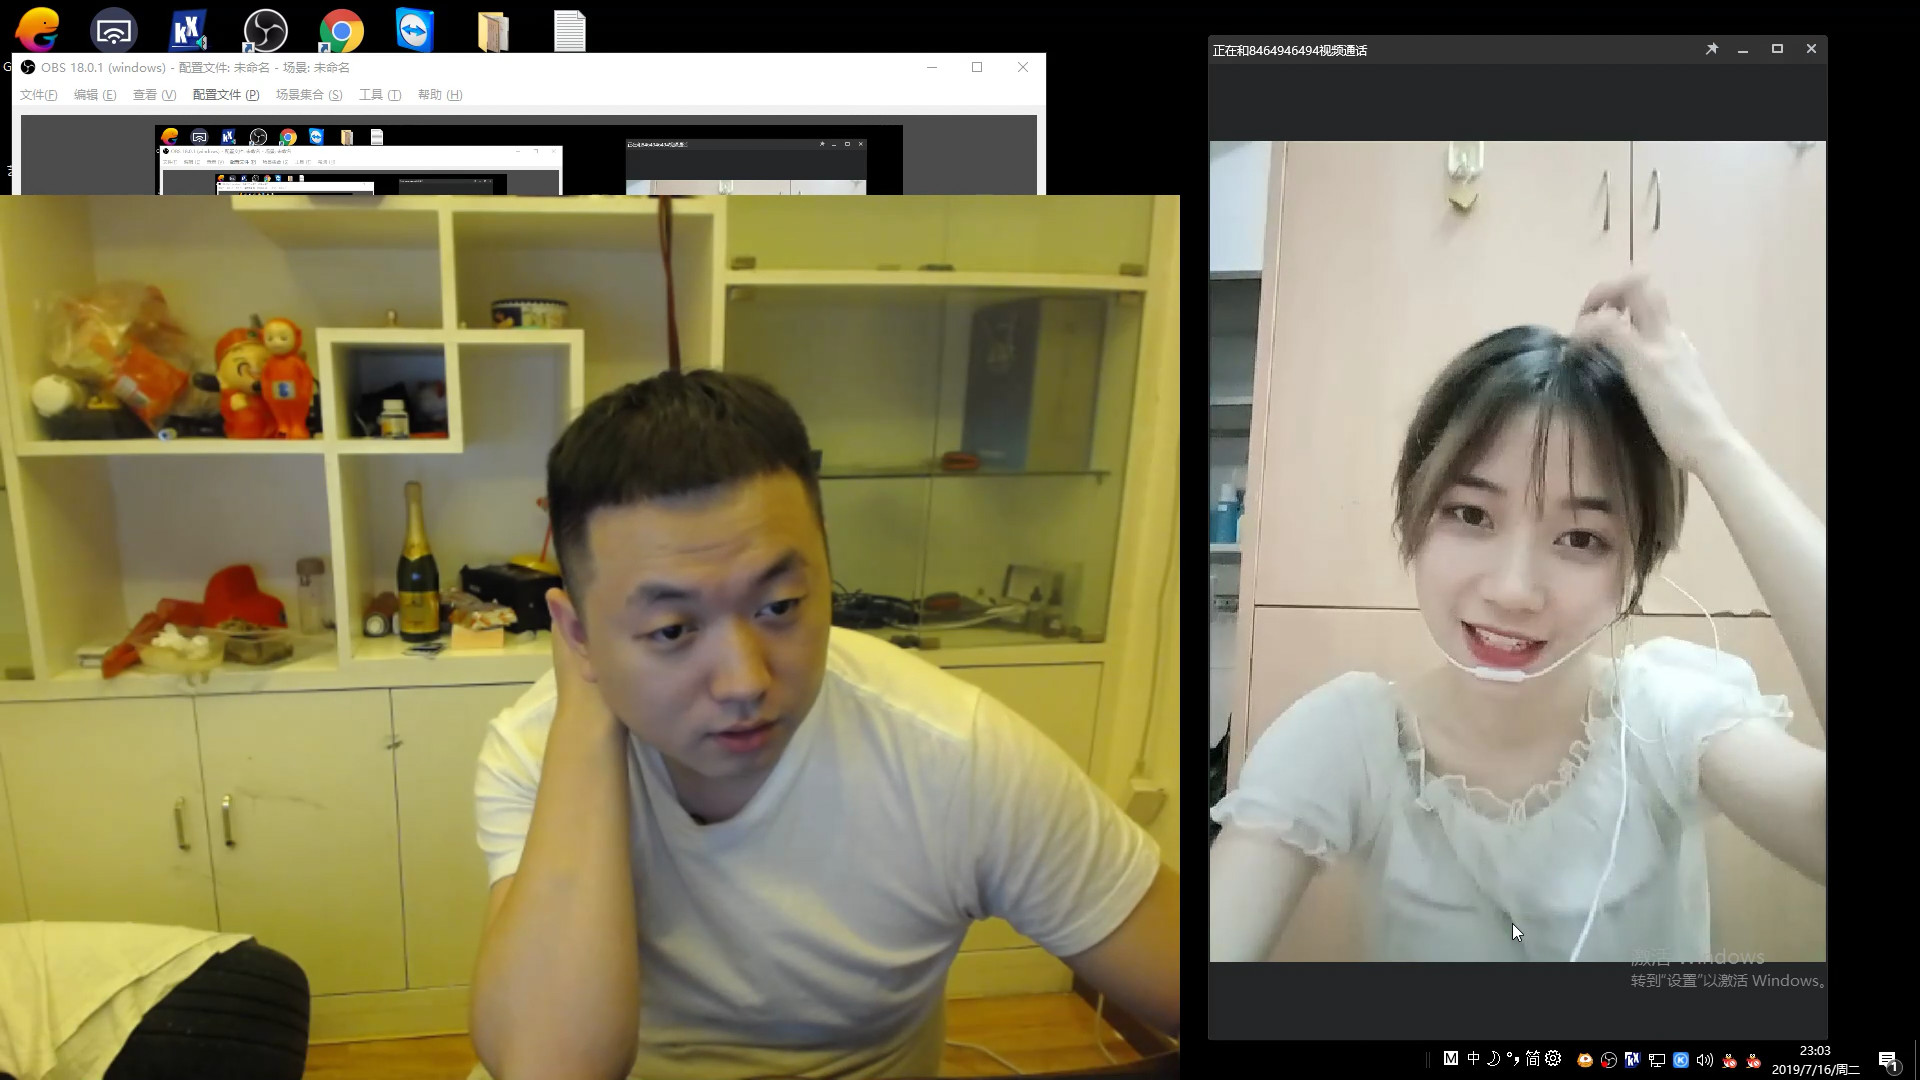 OBS 18.0.1 (windows) - 配置文件: 未命名 - 场景: 未命名
文件(F) 编辑 (E) 查看 (V) 配置文件 (P) 场景集合 (S) 工具 (T) 帮助 (H)
正在和8464946494视频通话
激活 Windows
转到“设置”以激活 Windows。
M 中 简
23:03
2019/7/16/周二
1